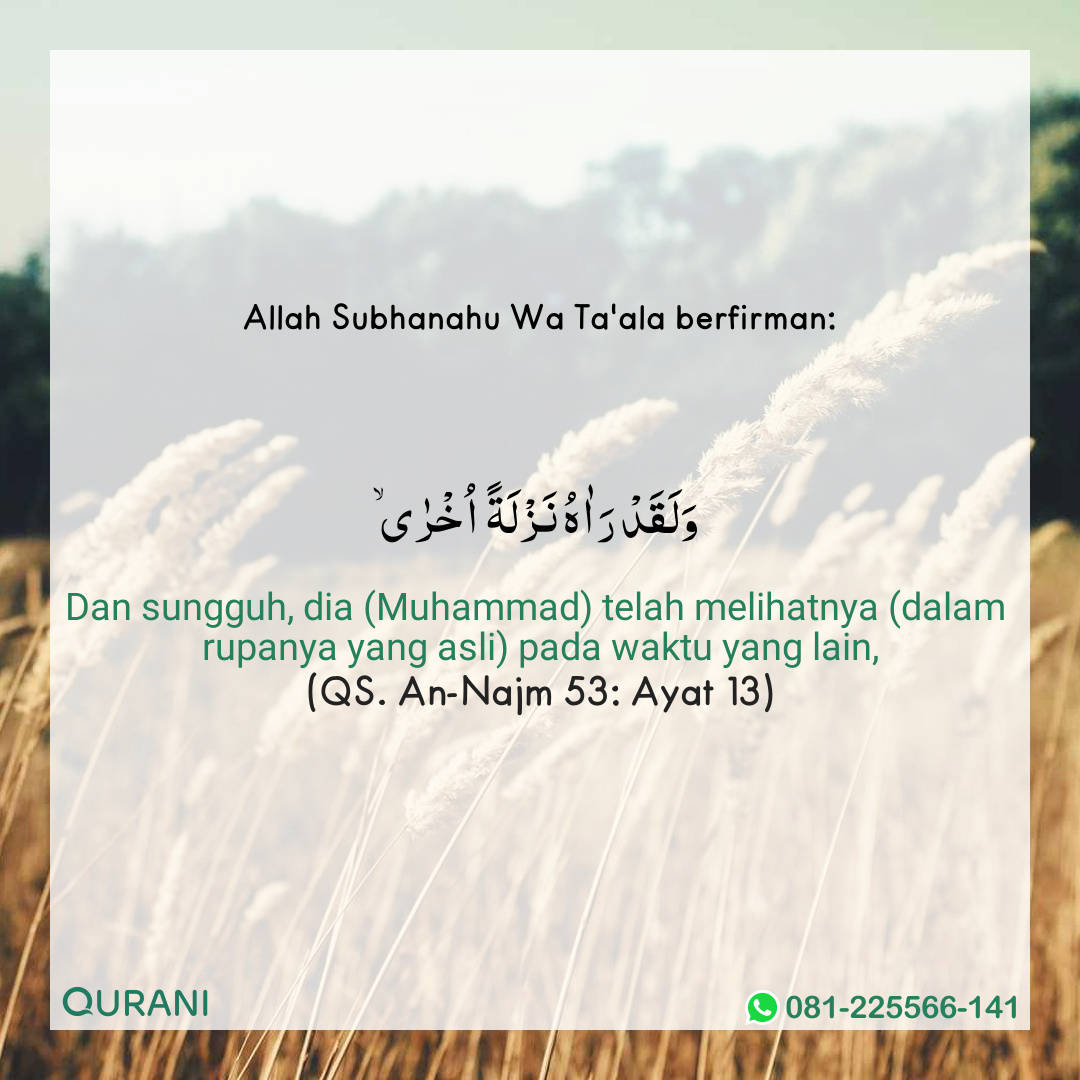 Allah Subhanahu Wa Ta'ala berfirman:
وَلَقَدْ رَاٰهُ نَزْلَةً اُخْرٰى ۙ
Dan sungguh, dia (Muhammad) telah melihatnya (dalam
rupanya yang asli) pada waktu yang lain,
(QS. An-Najm 53: Ayat 13)
QURANI
081-225566-141